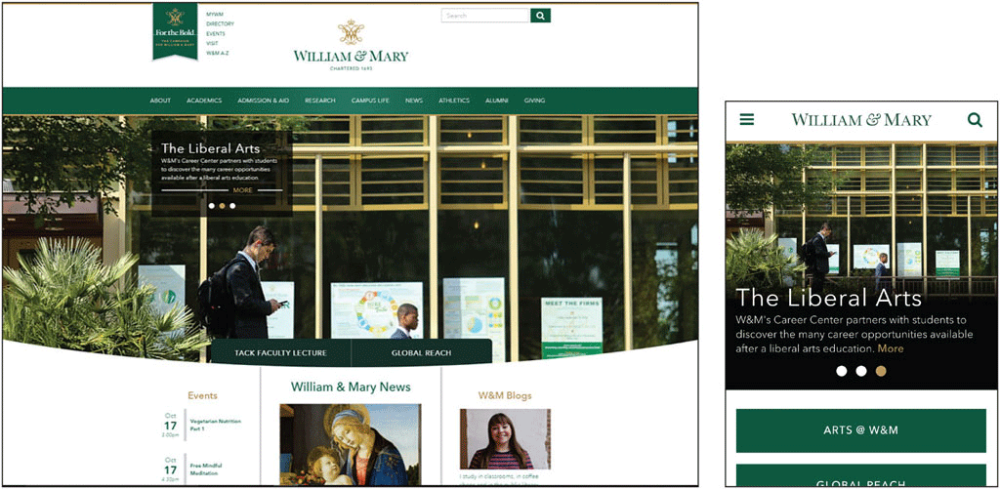 For the Bold
THE CAMPAIGN
FOR WILLIAM & MARY
MYWM
DIRECTORY
EVENTS
VISIT
W&M A-Z
WILLIAM & MARY
CHARTERED 1693
Search
ABOUT ACADEMICS ADMISSION & AID RESEARCH CAMPUS LIFE NEWS ATHLETICS ALUMNI GIVING
The Liberal Arts
W&M's Career Center partners with students
to discover the many career opportunities
available after a liberal arts education.
MORE
MEET THE FIRMS
TACK FACULTY LECTURE GLOBAL REACH
Events
Oct
17
5:00pm
Vegetarian Nutrition
Part 1
Oct
17
4:30pm
Free Mindful
Meditation
William & Mary News
W&M Blogs
I study in classrooms, in coffee
WILLIAM & MARY
The Liberal Arts
W&M's Career Center partners with students to
discover the many career opportunities available
after a liberal arts education. More
ARTS @ W&M
GLOBAL REACH